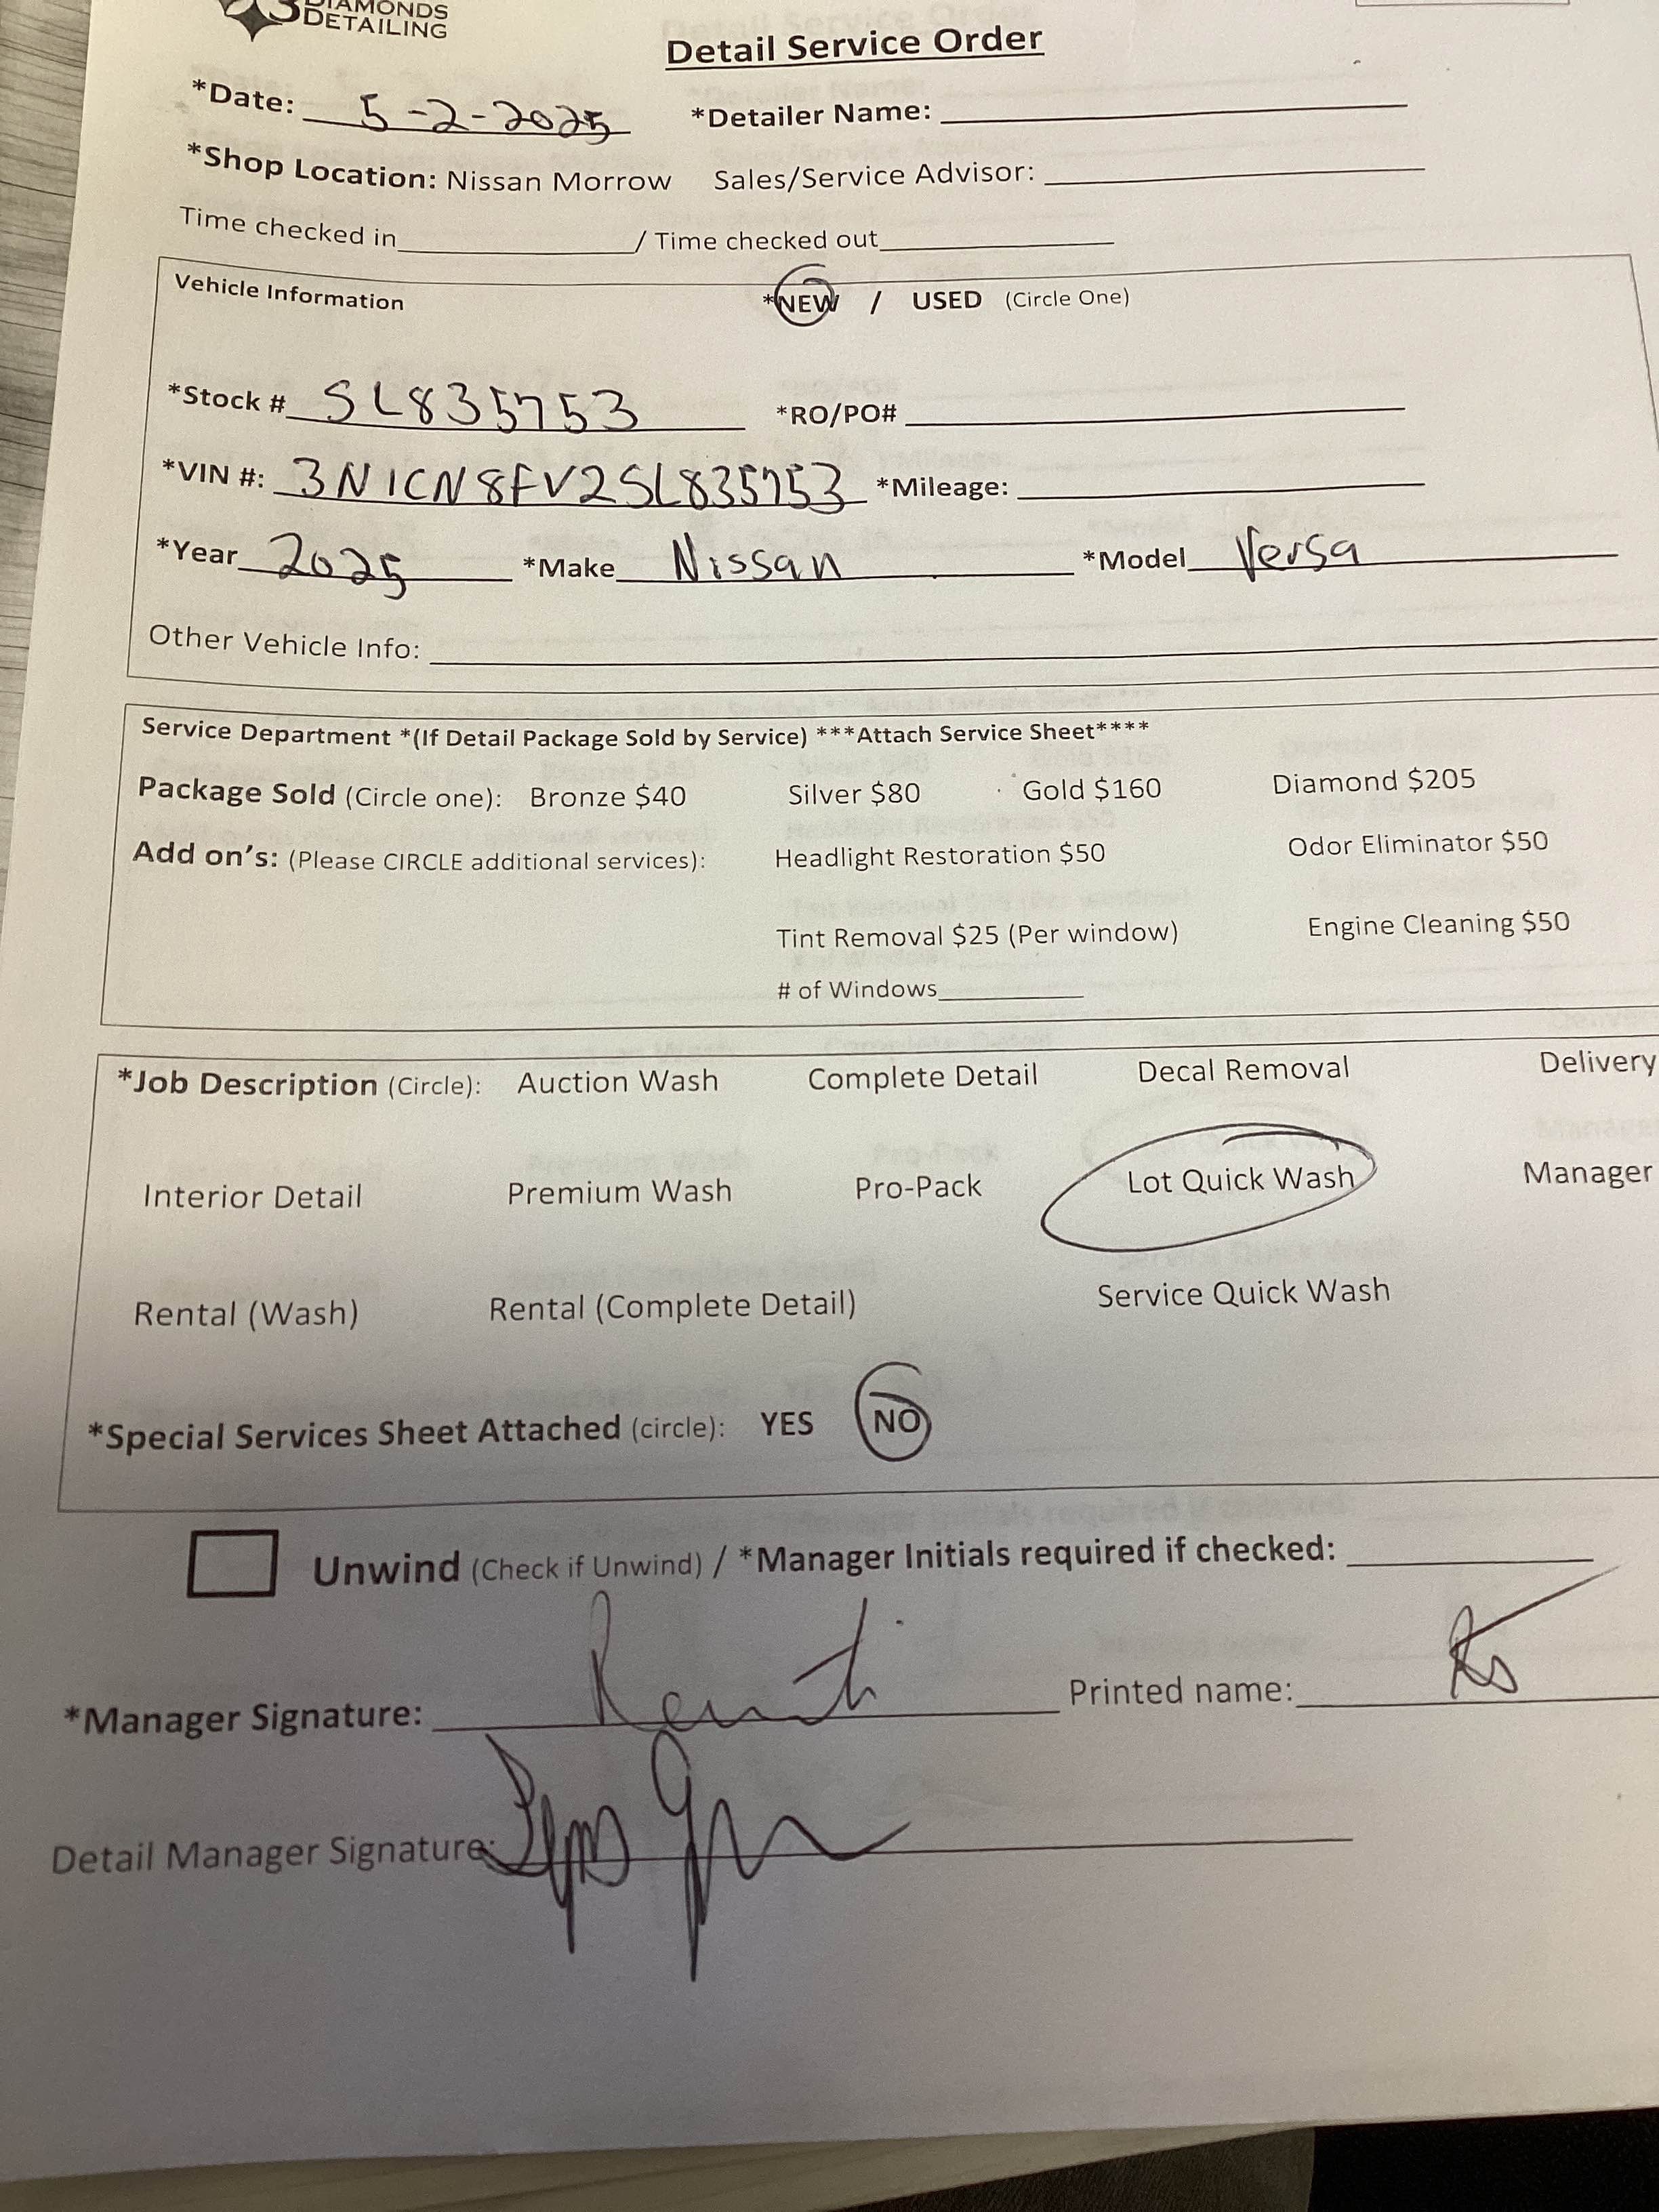 DIAMONDS
3 DETAILING
Detail Service Order
*Date: 5-2-2025 *Detailer Name:
*Shop Location: Nissan Morrow Sales/Service Advisor:
Time checked in / Time checked out
Vehicle Information *NEW / USED (Circle One)
*Stock # SL835753 *RO/PO#
*VIN #: 3N1CN8FV2SL835753 *Mileage:
*Year 2025 *Make Nissan *Model Versa
Other Vehicle Info:
Service Department *(If Detail Package Sold by Service) ***Attach Service Sheet****
Package Sold (Circle one): Bronze $40 Silver $80 Gold $160 Diamond $205
Add on's: (Please CIRCLE additional services): Headlight Restoration $50 Odor Eliminator $50
Tint Removal $25 (Per window) Engine Cleaning $50
# of Windows
*Job Description (Circle): Auction Wash Complete Detail Decal Removal Delivery
Interior Detail Premium Wash Pro-Pack Lot Quick Wash Manager
Rental (Wash) Rental (Complete Detail) Service Quick Wash
*Special Services Sheet Attached (circle): YES NO
Unwind (Check if Unwind) / *Manager Initials required if checked:
*Manager Signature: Printed name:
Detail Manager Signature: